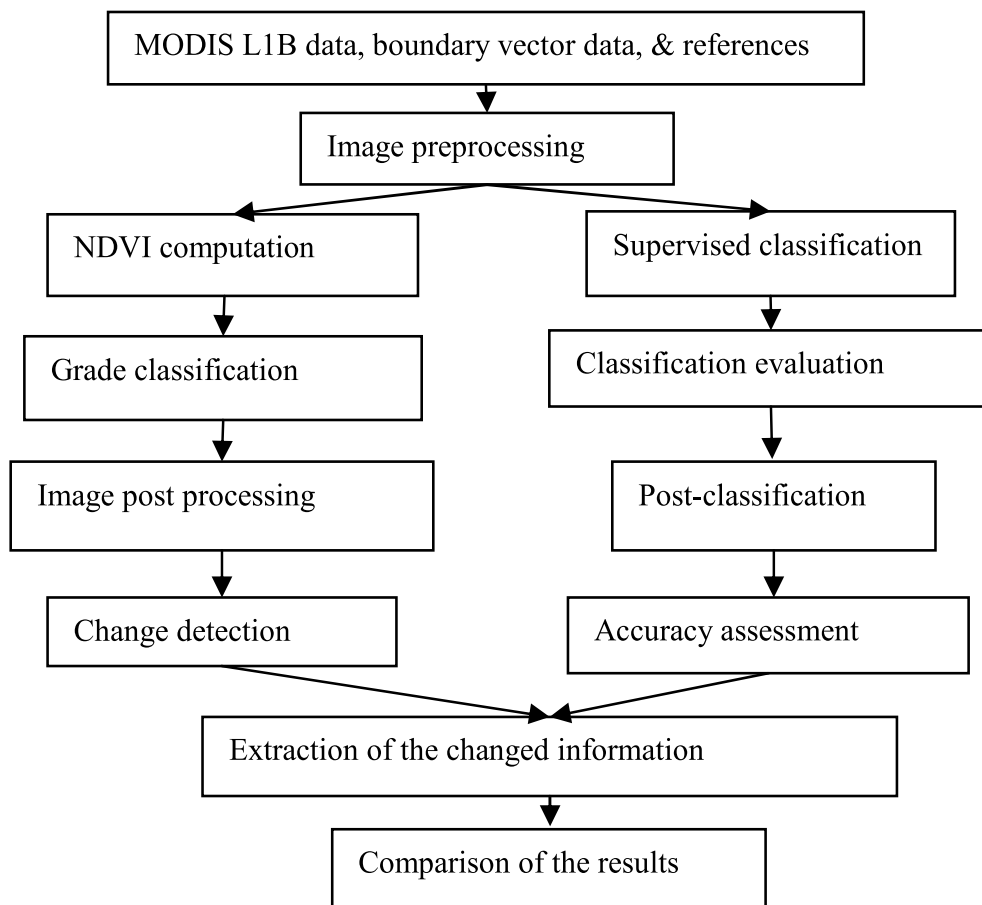 MODIS L1B data, boundary vector data, & references
Image preprocessing
NDVI computation
Supervised classification
Grade classification
Classification evaluation
Image post processing
Post-classification
Change detection
Accuracy assessment
Extraction of the changed information
Comparison of the results